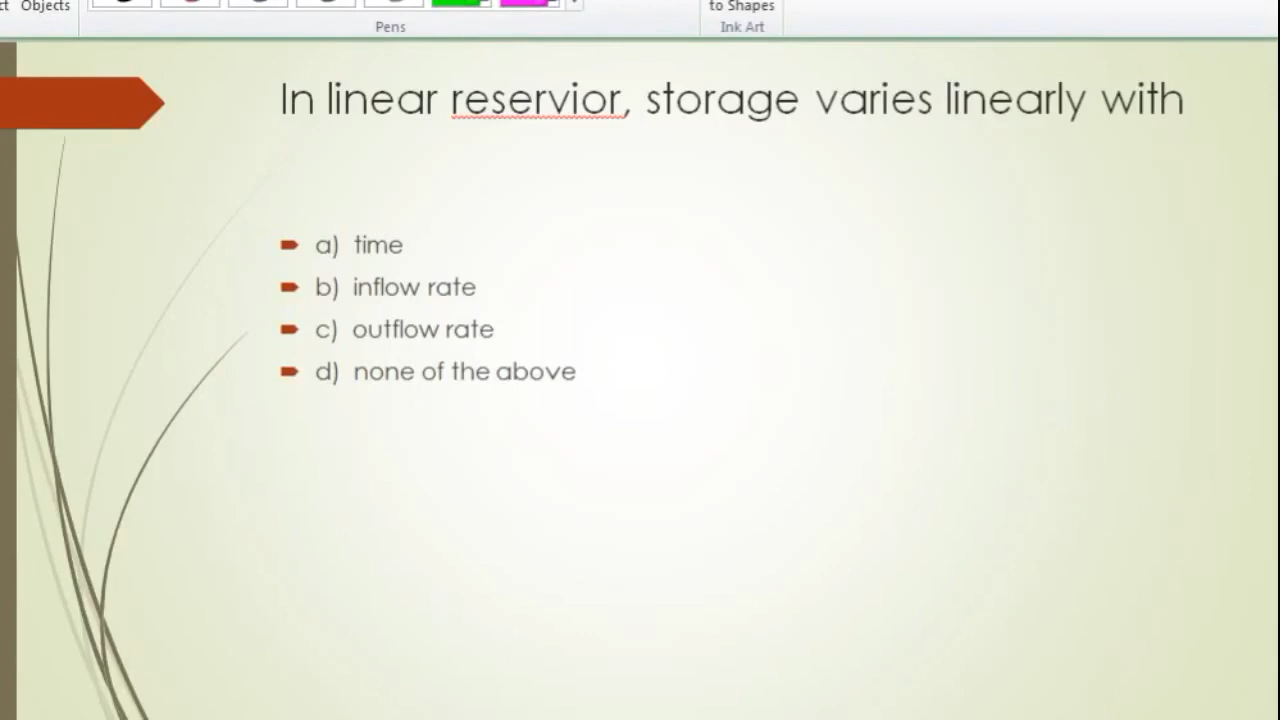 Objects
to Shapes
Pens
Ink Art
In linear reservior, storage varies linearly with
a) time
b) inflow rate
c) outflow rate
d) none of the above